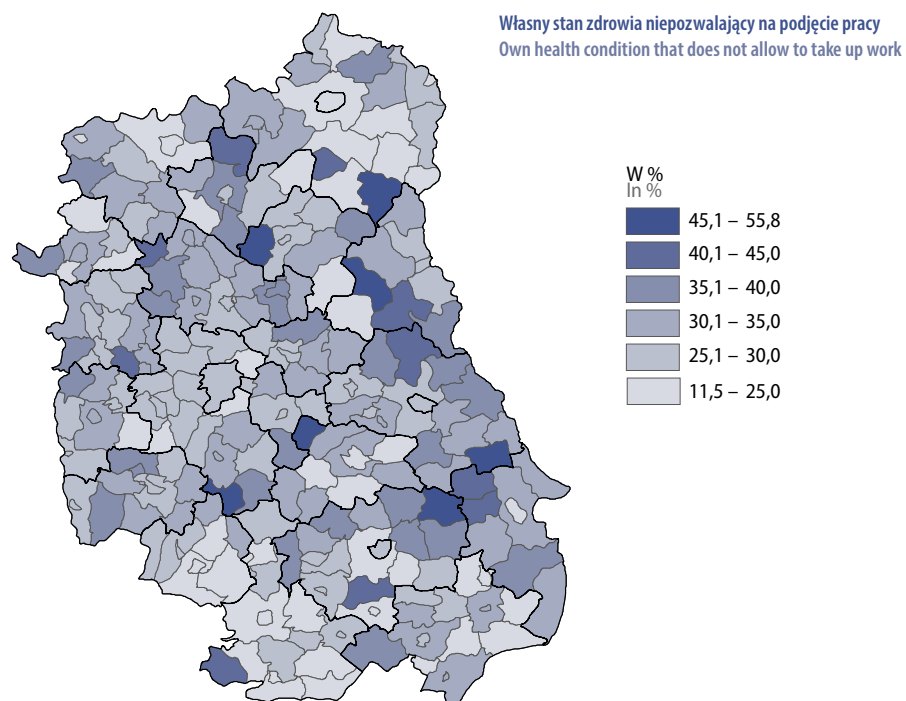 Własny stan zdrowia niepozwalający na podjęcie pracy
Own health condition that does not allow to take up work
W %
In %
45,1 – 55,8
40,1 – 45,0
35,1 – 40,0
30,1 – 35,0
25,1 – 30,0
11,5 – 25,0